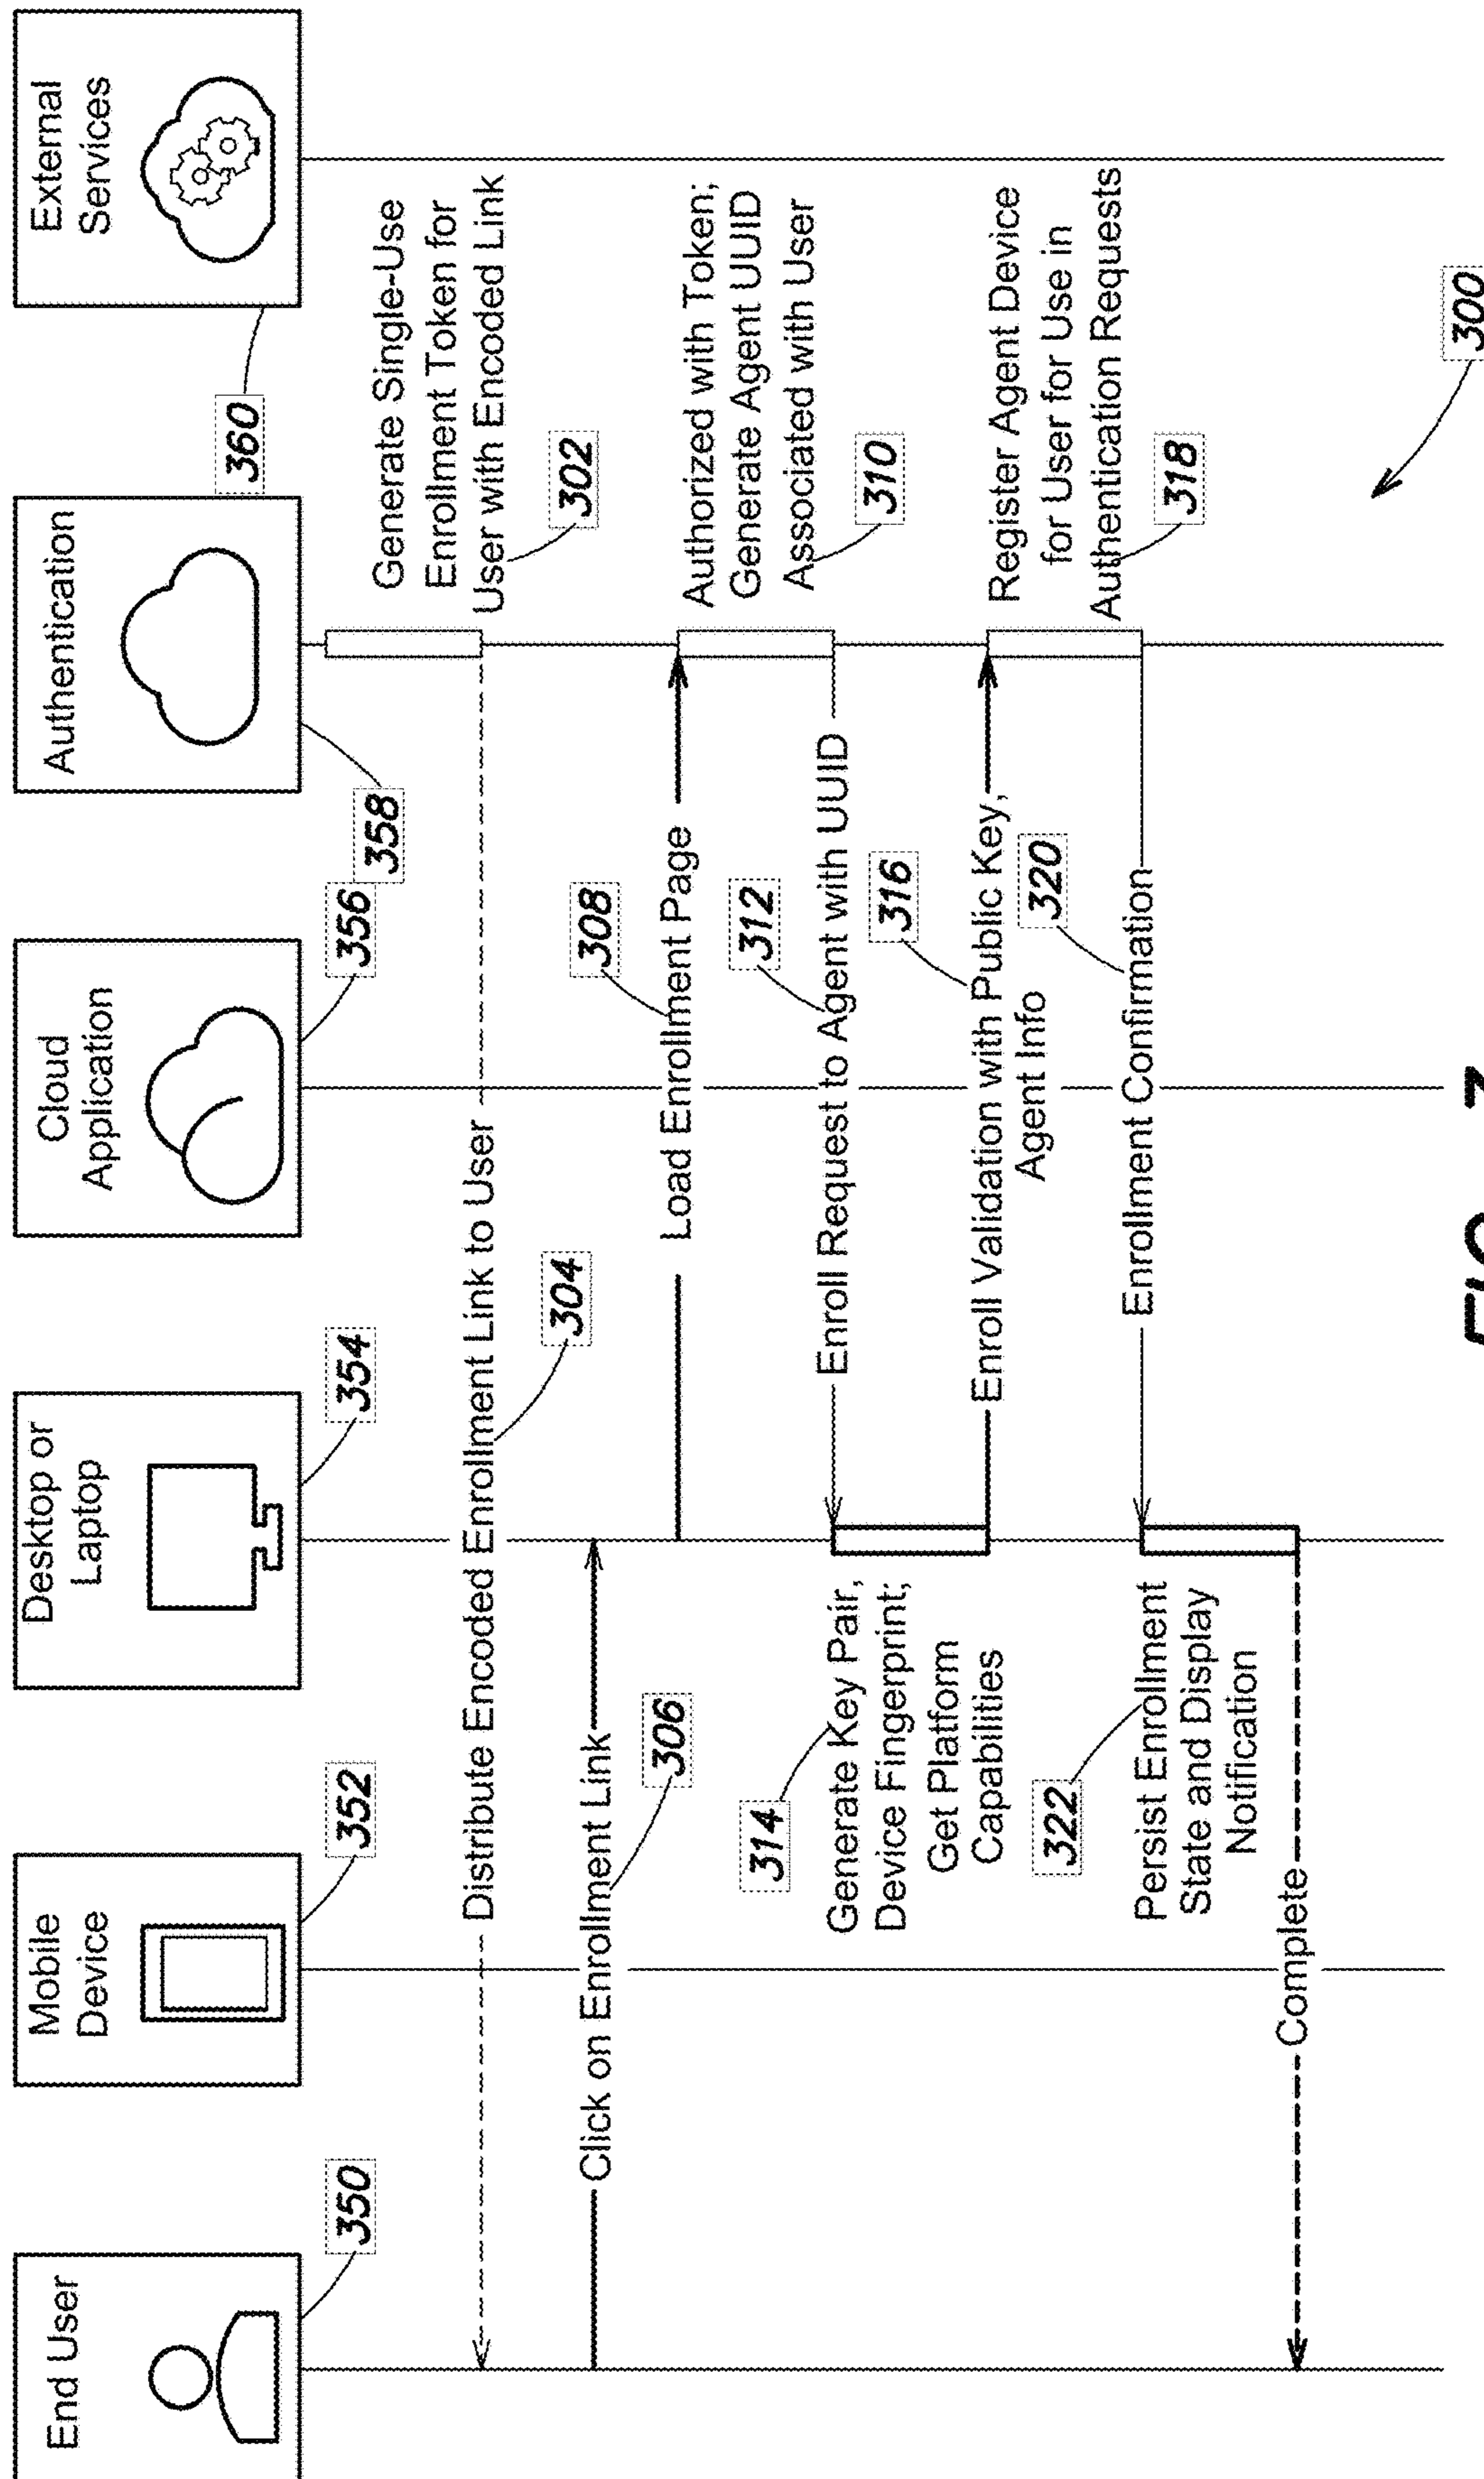 End User
350
Mobile
Device
352
Desktop or
Laptop
354
Cloud
Application
356
Authentication
358
External
Services
360
Generate Single-Use
Enrollment Token for
User with Encoded Link
302
Distribute Encoded Enrollment Link to User
304
Click on Enrollment Link
306
Load Enrollment Page
308
Authorized with Token;
Generate Agent UUID
Associated with User
310
Enroll Request to Agent with UUID
312
314
Generate Key Pair,
Device Fingerprint;
Get Platform
Capabilities
Enroll Validation with Public Key,
Agent Info
316
Register Agent Device
for User for Use in
Authentication Requests
318
Enrollment Confirmation
320
322
Persist Enrollment
State and Display
Notification
Complete
300